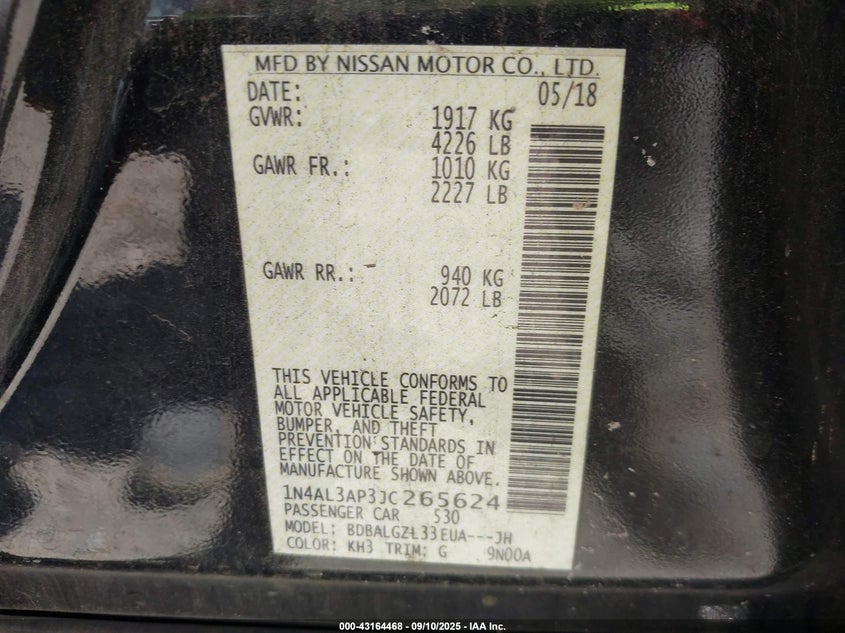 MFD BY NISSAN MOTOR CO., LTD.
DATE: 05/18
GVWR: 1917 KG
4226 LB
GAWR FR.: 1010 KG
2227 LB
GAWR RR.: 940 KG
2072 LB
THIS VEHICLE CONFORMS TO
ALL APPLICABLE FEDERAL
MOTOR VEHICLE SAFETY,
BUMPER, AND THEFT
PREVENTION STANDARDS IN
EFFECT ON THE DATE OF
MANUFACTURE SHOWN ABOVE.
1N4AL3AP3JC265624
PASSENGER CAR 530
MODEL: BDBALGZL33EUA---JH
COLOR: KH3 TRIM: G 9N00A
000-43164468 - 09/10/2025 - IAA Inc.